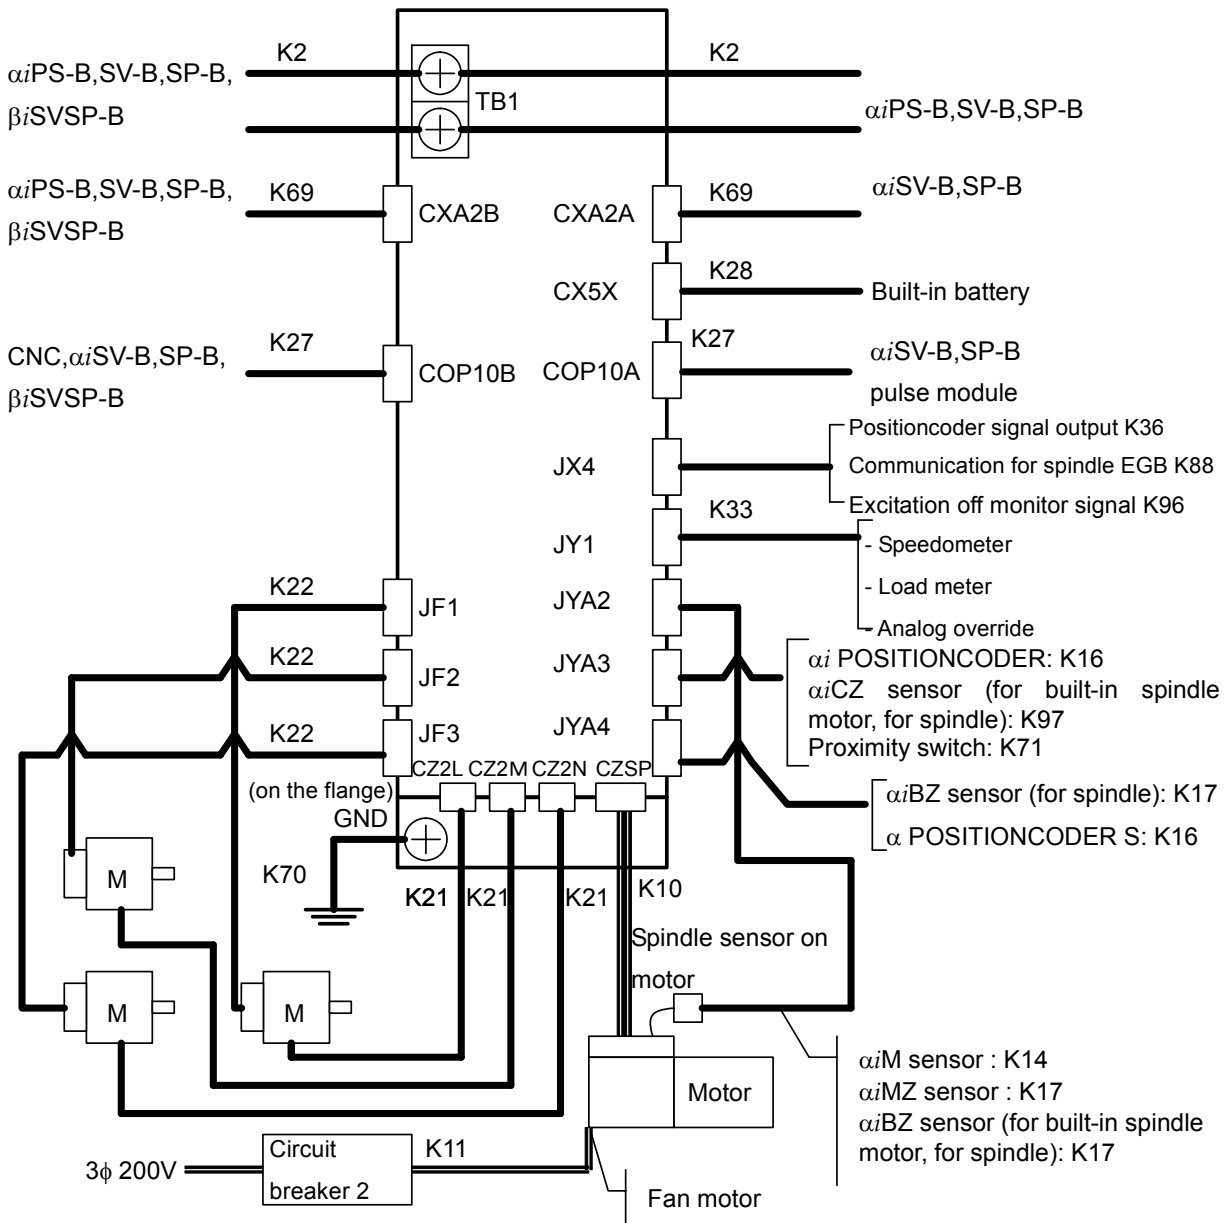 K2
K2
αiPS-B,SV-B,SP-B,
βiSVSP-B
TB1
αiPS-B,SV-B,SP-B
αiPS-B,SV-B,SP-B,
βiSVSP-B
K69
CXA2B
CXA2A
K69
αiSV-B,SP-B
CX5X
K28
Built-in battery
CNC,αiSV-B,SP-B,
βiSVSP-B
K27
COP10B
COP10A
K27
αiSV-B,SP-B
pulse module
JX4
Positioncoder signal output K36
Communication for spindle EGB K88
Excitation off monitor signal K96
JY1
K33
- Speedometer
- Load meter
- Analog override
K22
JF1
JYA2
K22
JF2
JYA3
αi POSITIONCODER: K16
αiCZ sensor (for built-in spindle
motor, for spindle): K97
Proximity switch: K71
K22
JF3
JYA4
CZ2L
CZ2M
CZ2N
CZSP
(on the flange)
GND
αiBZ sensor (for spindle): K17
α POSITIONCODER S: K16
K70
K21
K21
K21
K10
M
M
M
Spindle sensor on
motor
Motor
αiM sensor : K14
αiMZ sensor : K17
αiBZ sensor (for built-in spindle
motor, for spindle): K17
3ϕ 200V
Circuit
breaker 2
K11
Fan motor